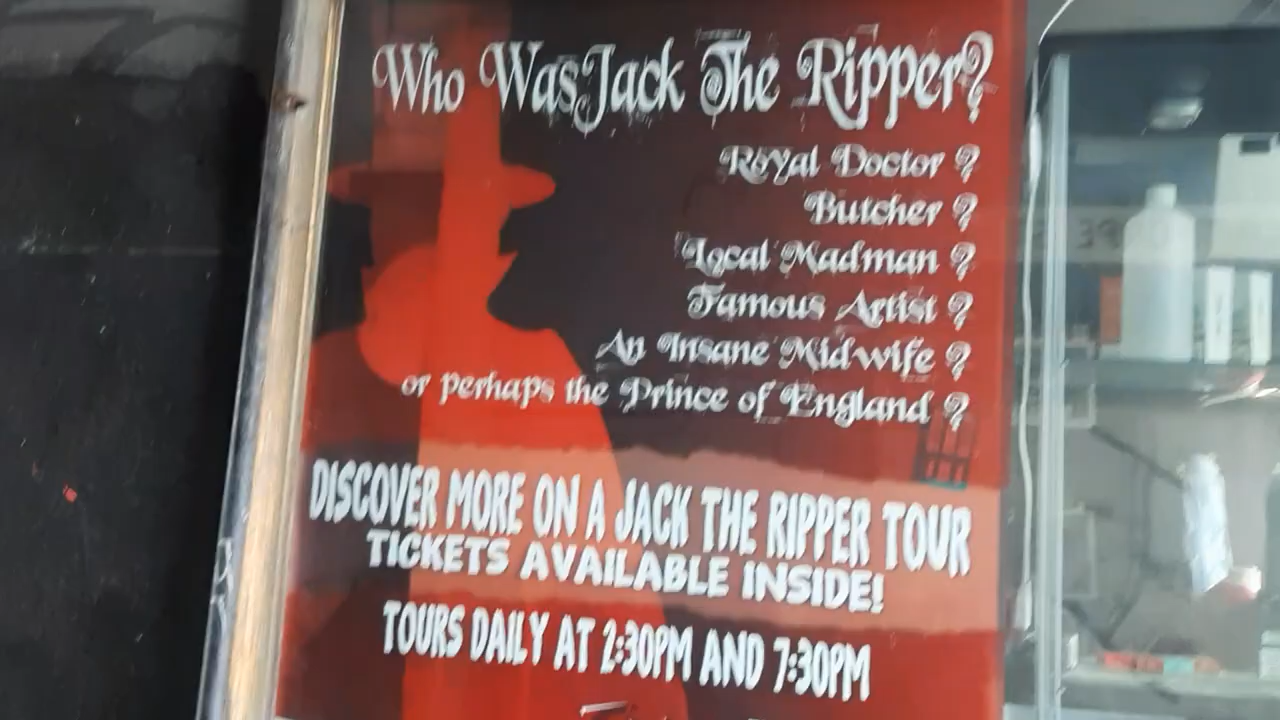 Who Was Jack The Ripper?
Royal Doctor ?
Butcher ?
Local Madman ?
Famous Artist ?
An Insane Midwife ?
or perhaps the Prince of England ?
DISCOVER MORE ON A JACK THE RIPPER TOUR
TICKETS AVAILABLE INSIDE!
TOURS DAILY AT 2:30PM AND 7:30PM